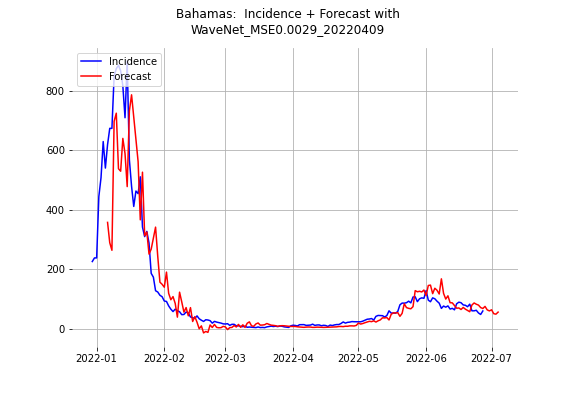 Bahamas:  Incidence + Forecast with
WaveNet_MSE0.0029_20220409
Incidence
Forecast
800
600
400
200
0
2022-01 2022-02 2022-03 2022-04 2022-05 2022-06 2022-07